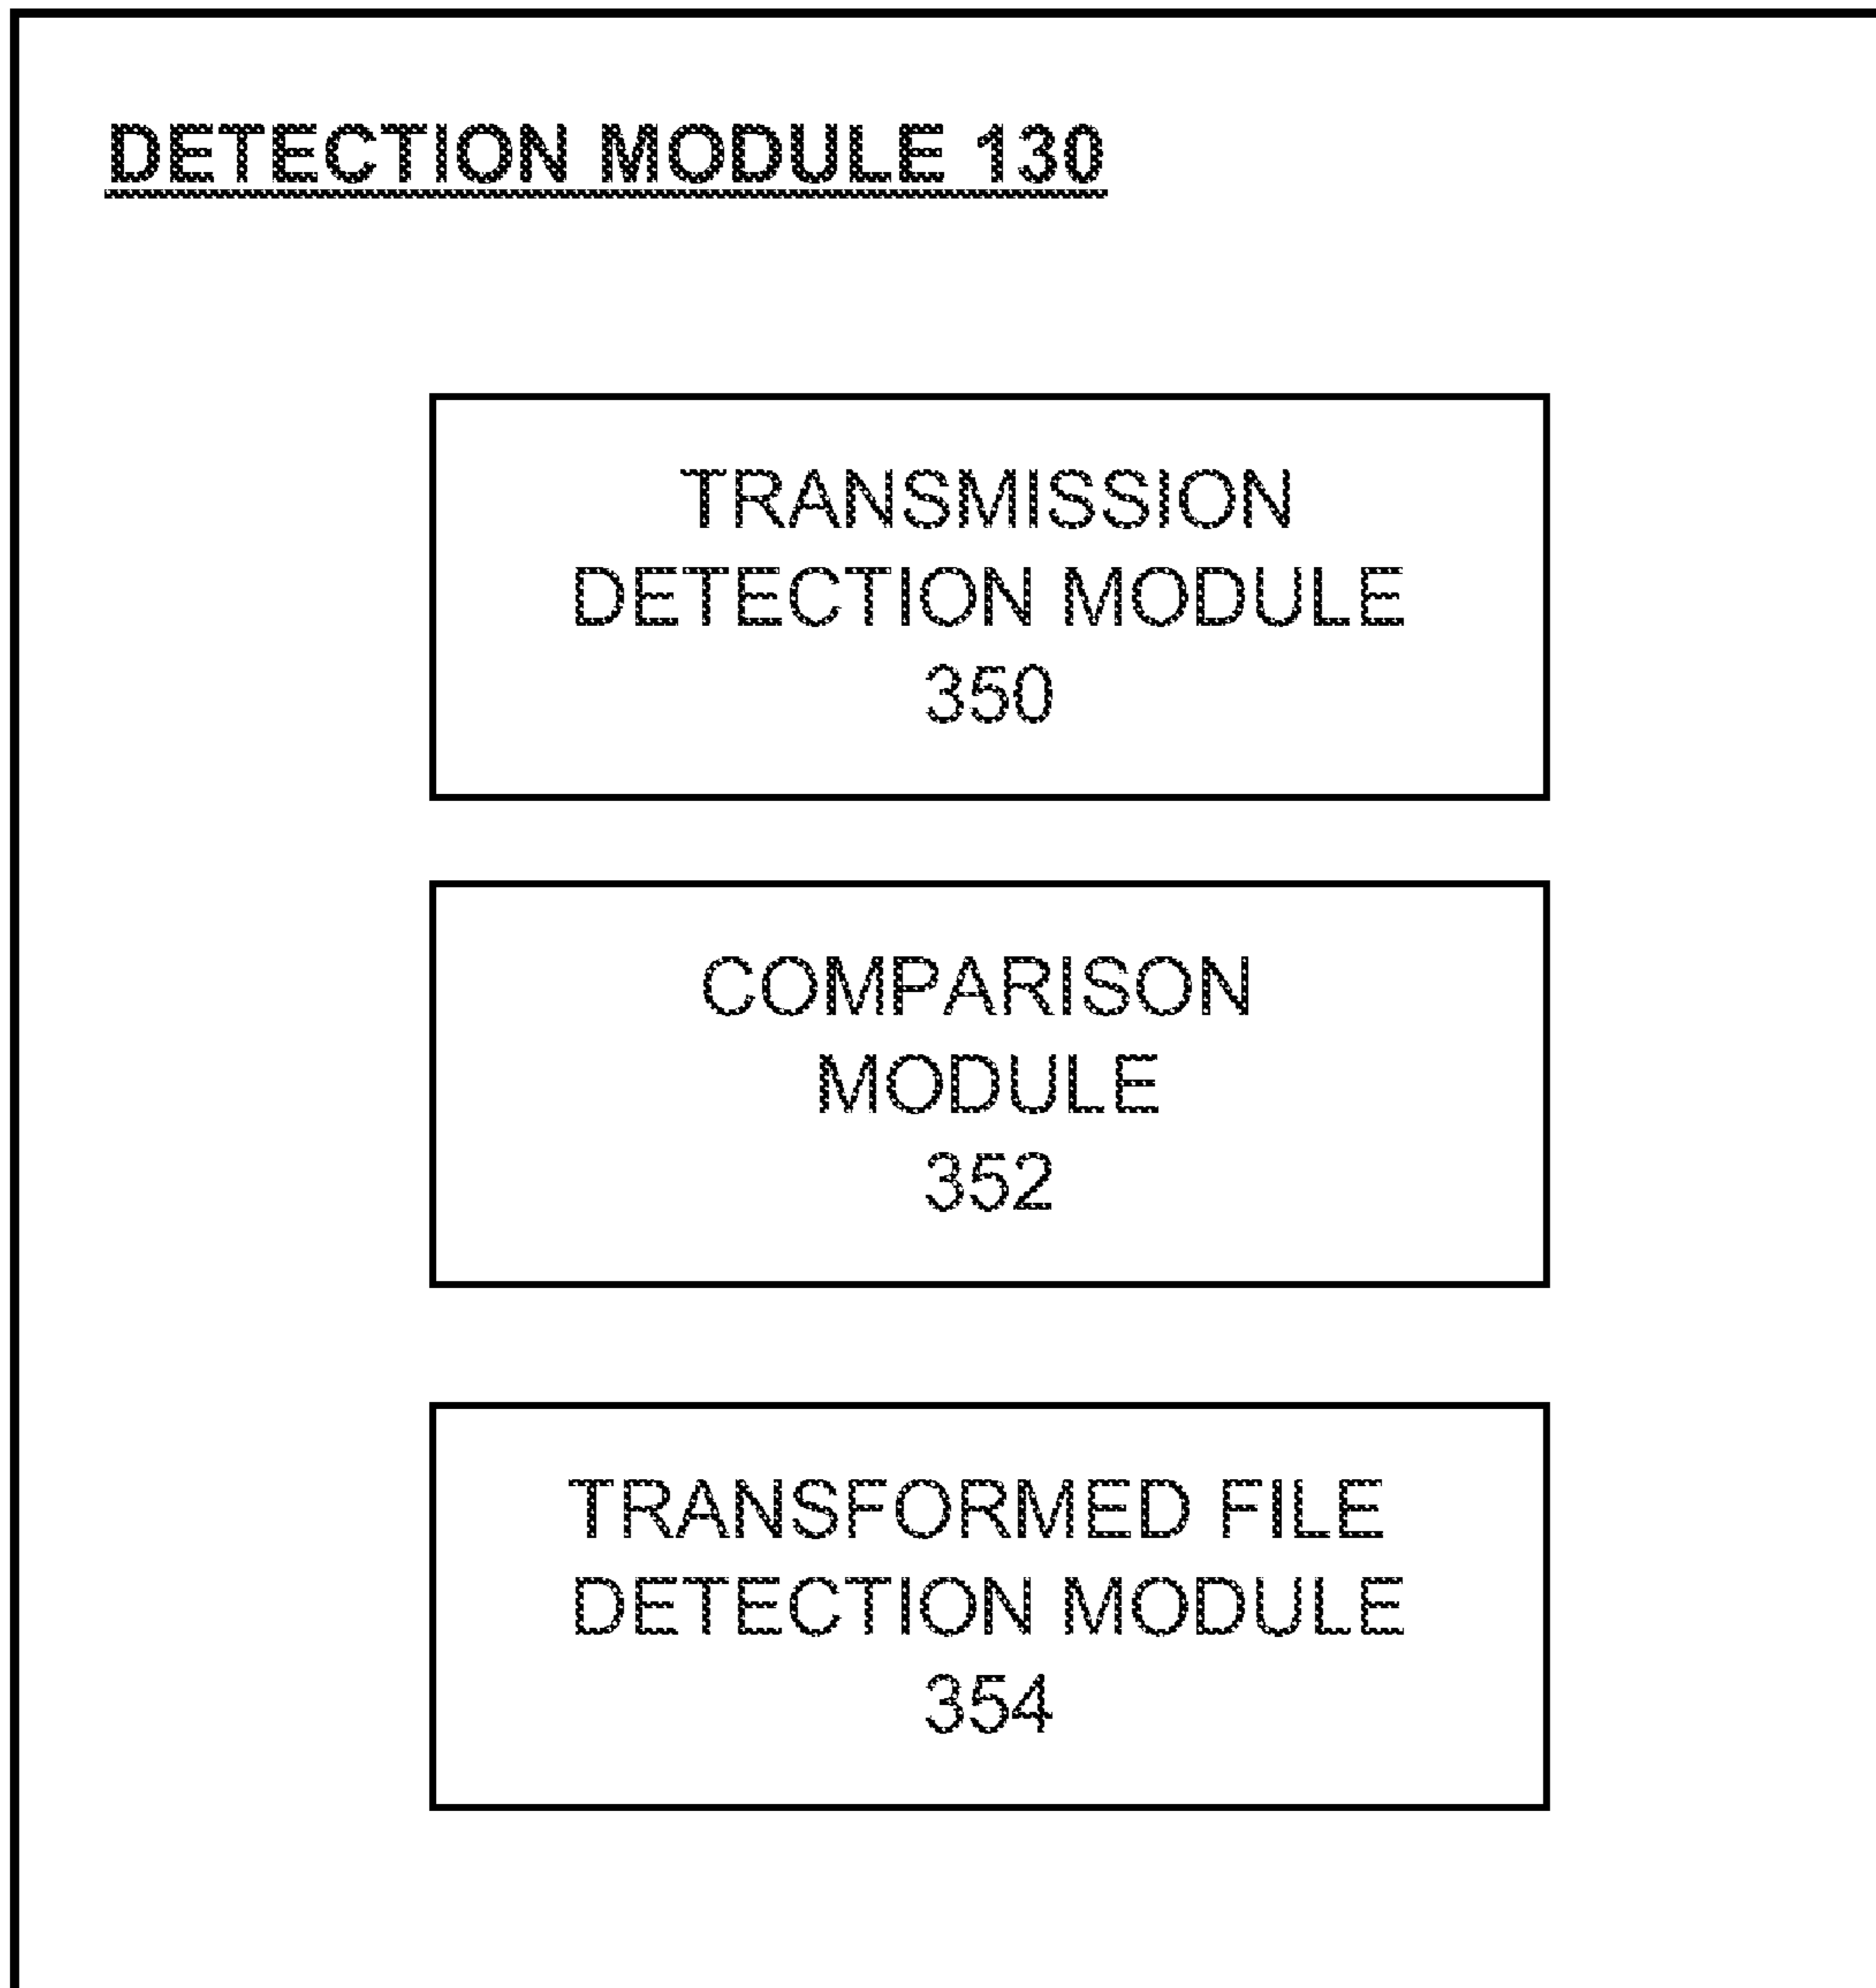 DETECTION MODULE 130
TRANSMISSION
DETECTION MODULE
350
COMPARISON
MODULE
352
TRANSFORMED FILE
DETECTION MODULE
354